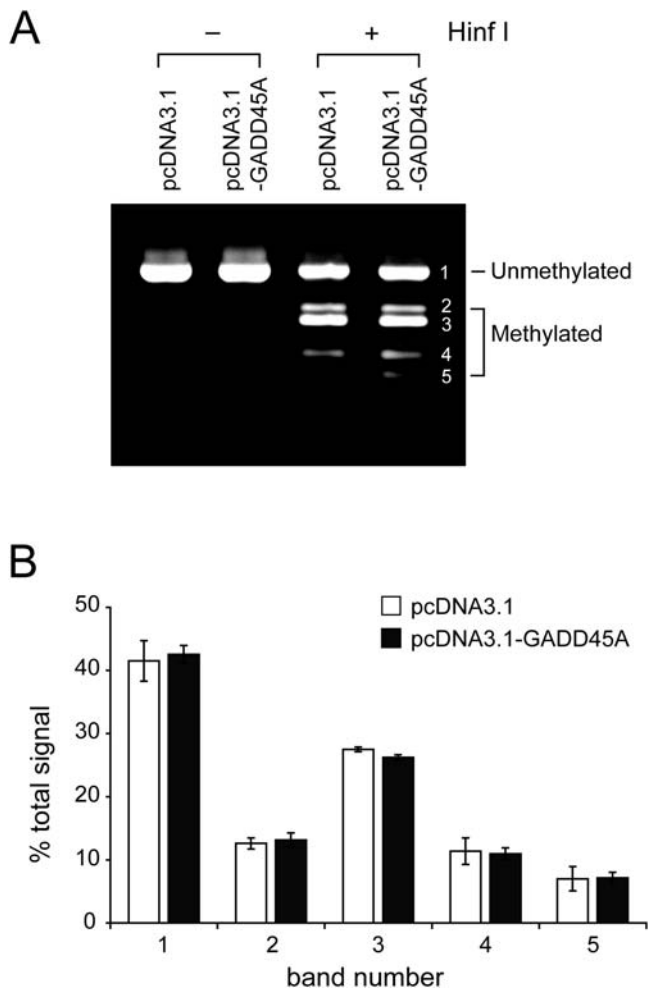 A
– + Hinf I
pcDNA3.1
pcDNA3.1
-GADD45A
pcDNA3.1
pcDNA3.1
-GADD45A
1 Unmethylated
2
3
Methylated
4
5
B
pcDNA3.1
pcDNA3.1-GADD45A
50
40
30
20
10
0
% total signal
1 2 3 4 5
band number